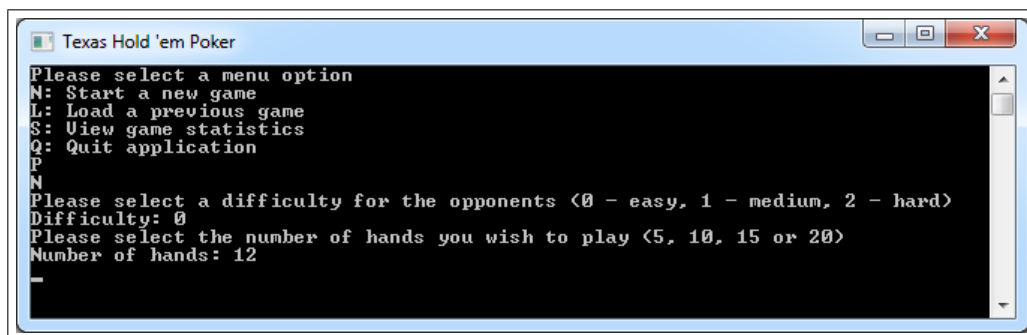 Texas Hold 'em Poker
Please select a menu option
N: Start a new game
L: Load a previous game
S: View game statistics
Q: Quit application
P
N
Please select a difficulty for the opponents (0 - easy, 1 - medium, 2 - hard)
Difficulty: 0
Please select the number of hands you wish to play (5, 10, 15 or 20)
Number of hands: 12